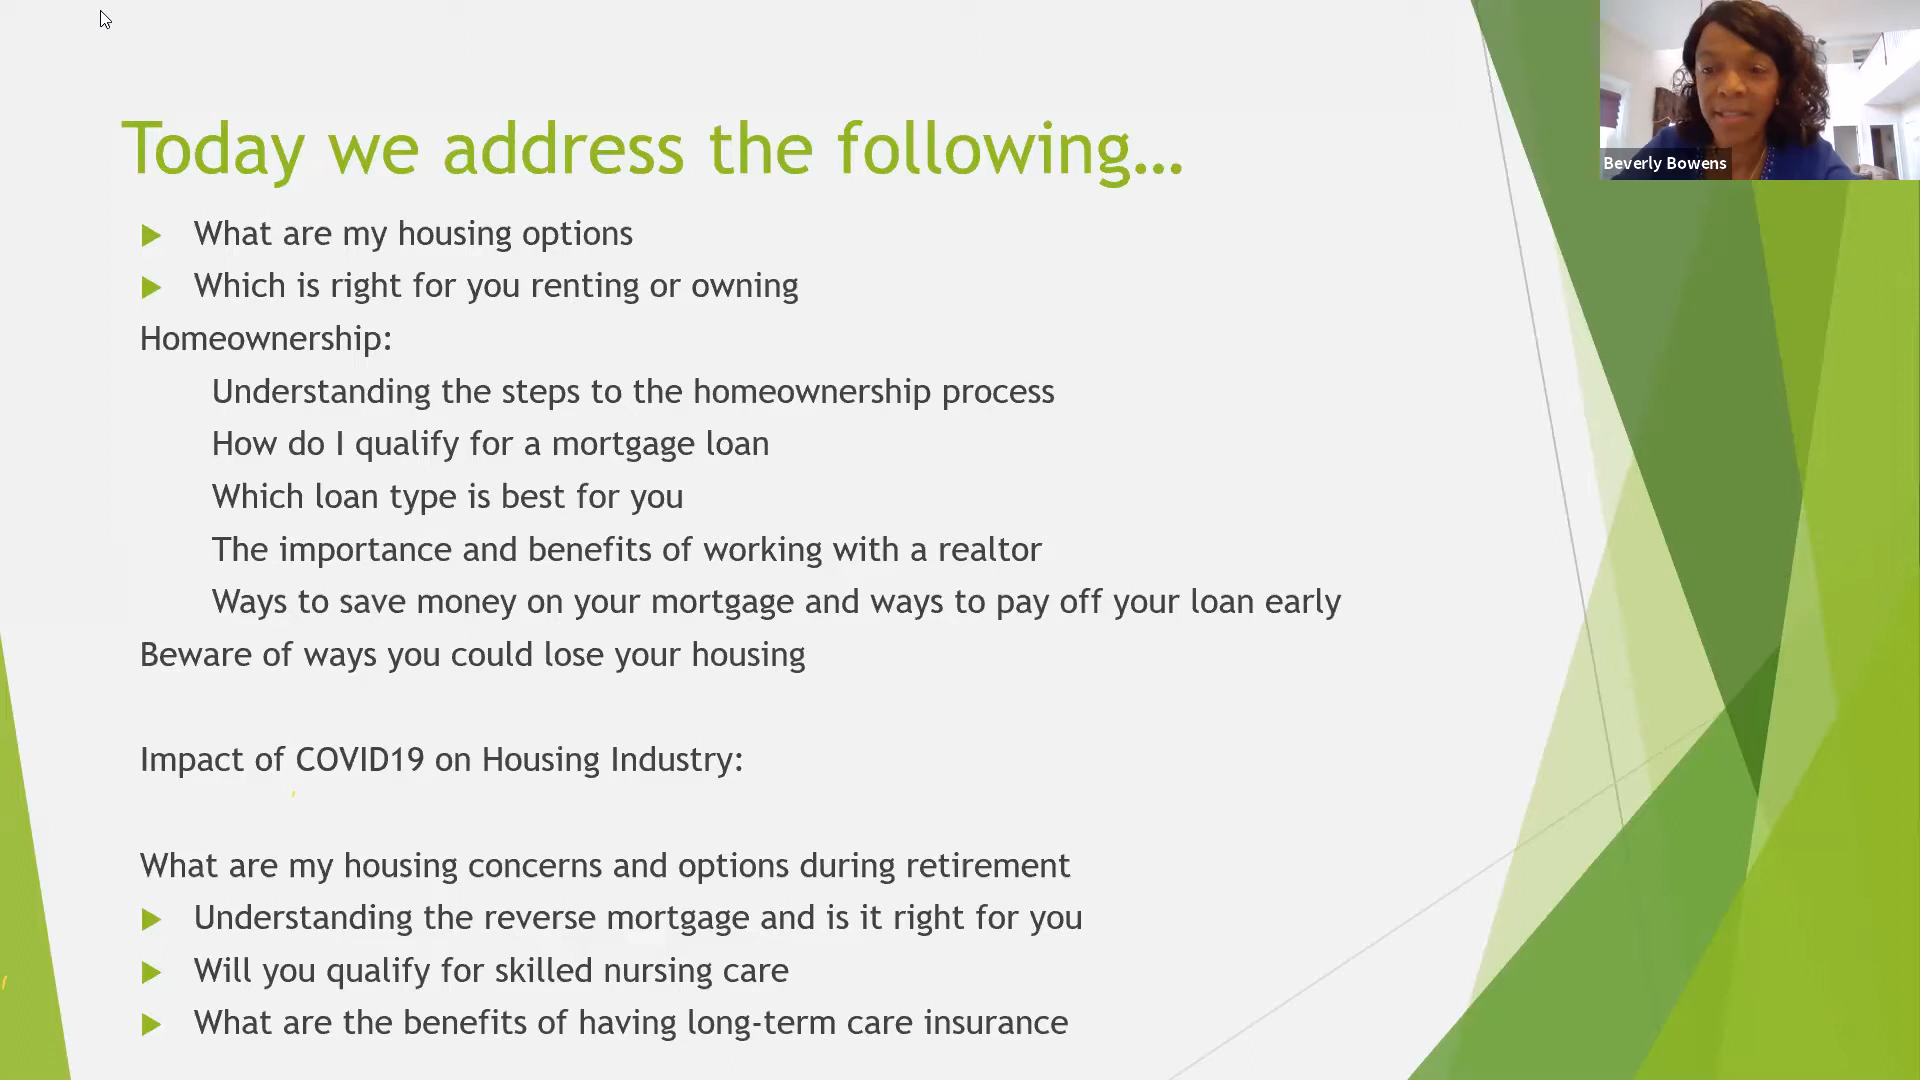 Today we address the following...
Beverly Bowens
What are my housing options
Which is right for you renting or owning
Homeownership:
Understanding the steps to the homeownership process
How do I qualify for a mortgage loan
Which loan type is best for you
The importance and benefits of working with a realtor
Ways to save money on your mortgage and ways to pay off your loan early
Beware of ways you could lose your housing
Impact of COVID19 on Housing Industry:
What are my housing concerns and options during retirement
Understanding the reverse mortgage and is it right for you
Will you qualify for skilled nursing care
What are the benefits of having long-term care insurance